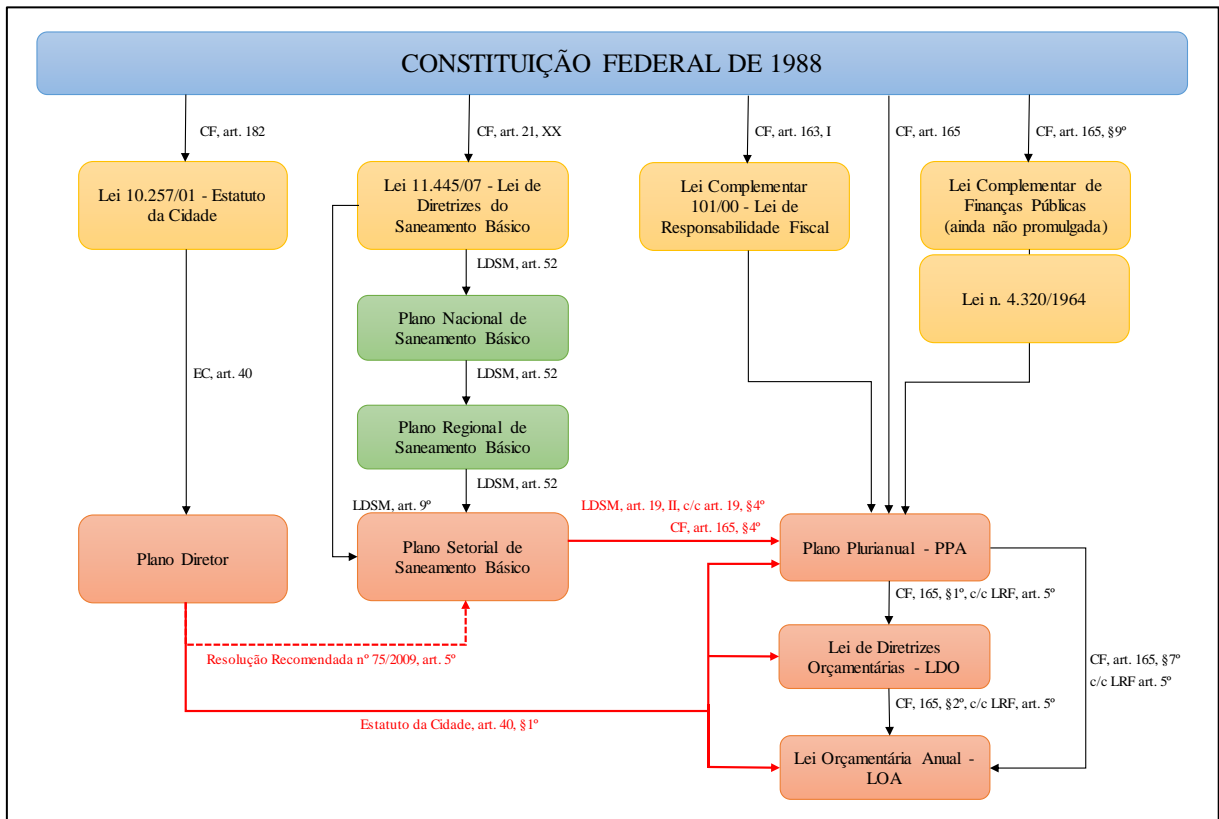 CONSTITUIÇÃO FEDERAL DE 1988
CF, art. 182
CF, art. 21, XX
CF, art. 163, I
CF, art. 165
CF, art. 165, §9º
Lei 10.257/01 - Estatuto
da Cidade
Lei 11.445/07 - Lei de
Diretrizes do
Saneamento Básico
Lei Complementar
101/00 - Lei de
Responsabilidade Fiscal
Lei Complementar de
Finanças Públicas
(ainda não promulgada)
Lei n. 4.320/1964
LDSM, art. 52
Plano Nacional de
Saneamento Básico
EC, art. 40
LDSM, art. 52
Plano Regional de
Saneamento Básico
LDSM, art. 52
LDSM, art. 9º
LDSM, art. 19, II, c/c art. 19, §4º
CF, art. 165, §4º
Plano Diretor
Plano Setorial de
Saneamento Básico
Plano Plurianual - PPA
CF, 165, §1º, c/c LRF, art. 5º
Resolução Recomendada nº 75/2009, art. 5º
Lei de Diretrizes
Orçamentárias - LDO
CF, art. 165, §7º
c/c LRF art. 5º
CF, 165, §2º, c/c LRF, art. 5º
Estatuto da Cidade, art. 40, §1º
Lei Orçamentária Anual -
LOA